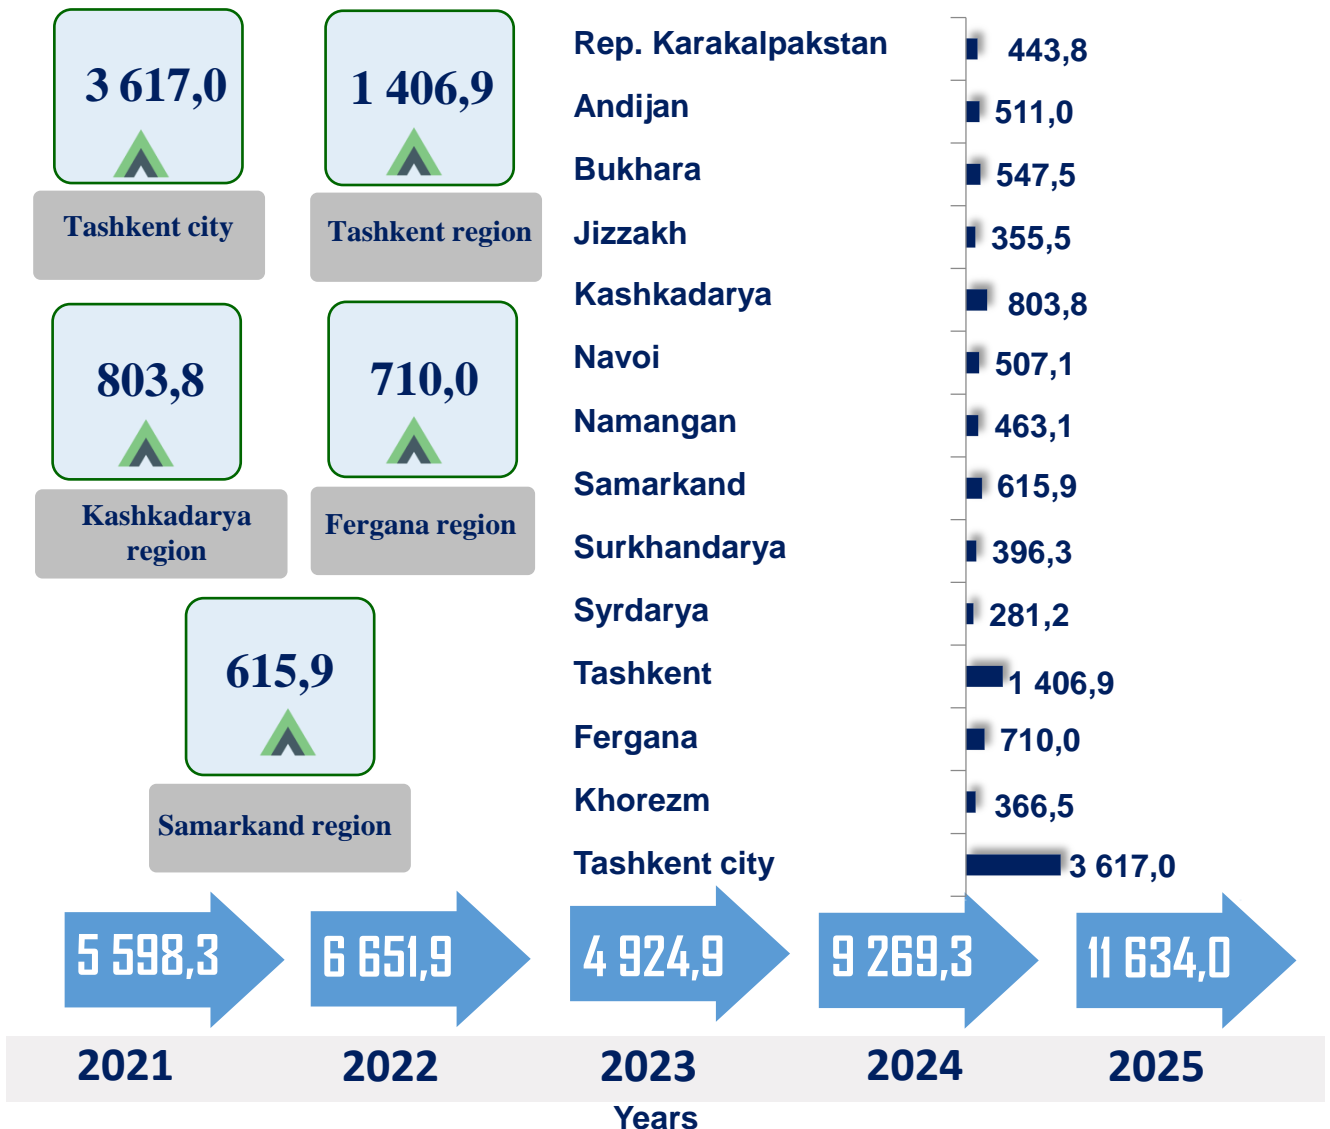 3 617,0
Tashkent city
1 406,9
Tashkent region
803,8
Kashkadarya
region
710,0
Fergana region
615,9
Samarkand region
Rep. Karakalpakstan 443,8
Andijan 511,0
Bukhara 547,5
Jizzakh 355,5
Kashkadarya 803,8
Navoi 507,1
Namangan 463,1
Samarkand 615,9
Surkhandarya 396,3
Syrdarya 281,2
Tashkent 1 406,9
Fergana 710,0
Khorezm 366,5
Tashkent city 3 617,0
5 598,3 6 651,9 4 924,9 9 269,3 11 634,0
2021 2022 2023 2024 2025
Years